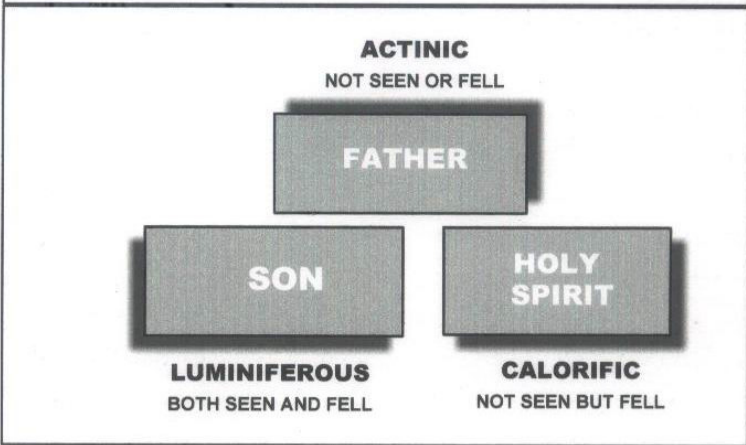 ACTINIC
NOT SEEN OR FELL
FATHER
SON
HOLY
SPIRIT
LUMINIFEROUS
BOTH SEEN AND FELL
CALORIFIC
NOT SEEN BUT FELL